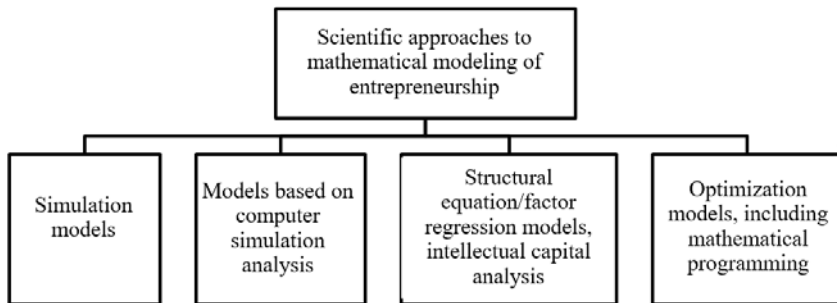 Scientific approaches to
mathematical modeling of
entrepreneurship
Simulation
models
Models based on
computer
simulation
analysis
Structural
equation/factor
regression models,
intellectual capital
analysis
Optimization
models, including
mathematical
programming